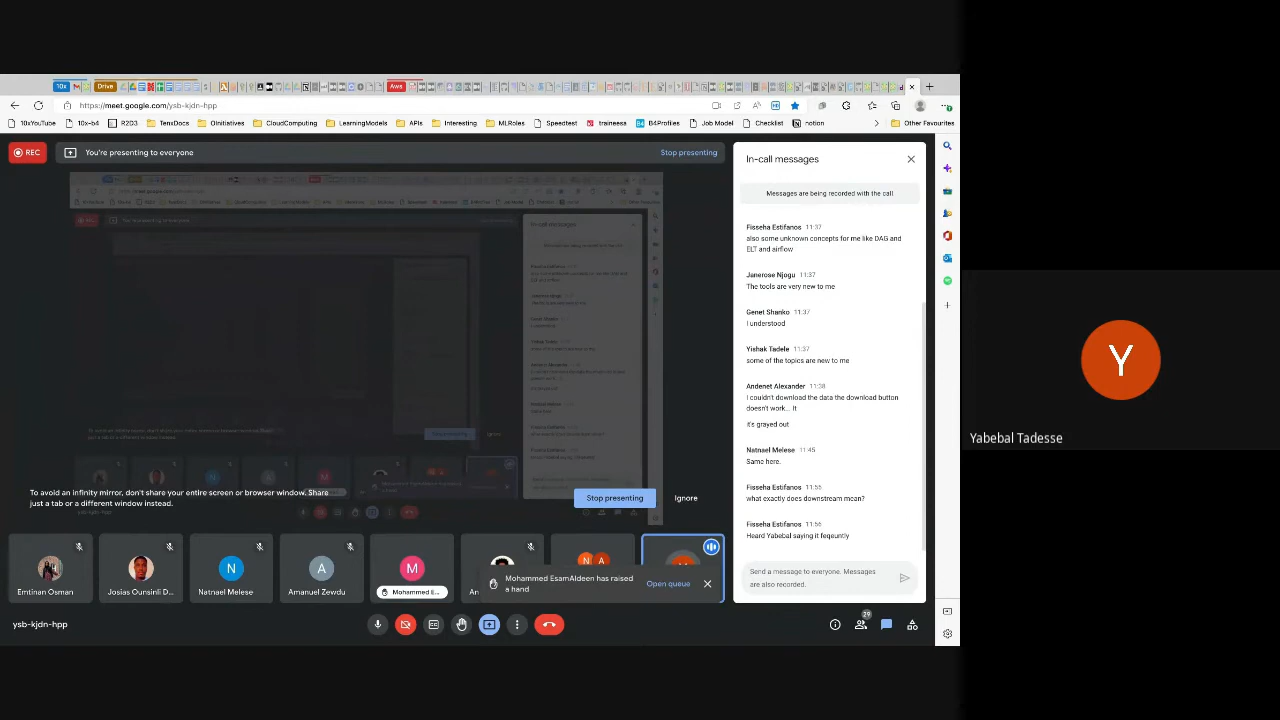 10x
Drive
Aws
https://meet.google.com/ysb-kjdn-hpp
10xYouTube
10x-b4
R2D3
TenxDocs
OInitiatives
CloudComputing
LearningModels
APIs
Interesting
MLRoles
Speedtest
traineesa
B4Profiles
Job Model
Checklist
notion
Other Favourites
REC
You're presenting to everyone
Stop presenting
In-call messages
Messages are being recorded with the call
Fisseha Estifanos 11:37
also some unknown concepts for me like DAG and
ELT and airflow
Janerose Njogu 11:37
The tools are very new to me
Genet Shanko 11:37
I understood
Yishak Tadele 11:37
some of the topics are new to me
Andenet Alexander 11:38
I couldn't download the data the download button
doesn't work... It
it's grayed out
Natnael Melese 11:45
Same here.
Fisseha Estifanos 11:55
what exactly does downstream mean?
Fisseha Estifanos 11:56
Heard Yabebal saying it feqeuntly
Send a message to everyone. Messages
are also recorded.
To avoid an infinity mirror, don't share your entire screen or browser window. Share
just a tab or a different window instead.
Stop presenting
Ignore
Emtinan Osman
Josias Ounsinli D...
N
Natnael Melese
A
Amanuel Zewdu
M
Mohammed E...
An
N A
Mohammed EsamAldeen has raised
a hand
Open queue
ysb-kjdn-hpp
29
Y
Yabebal Tadesse